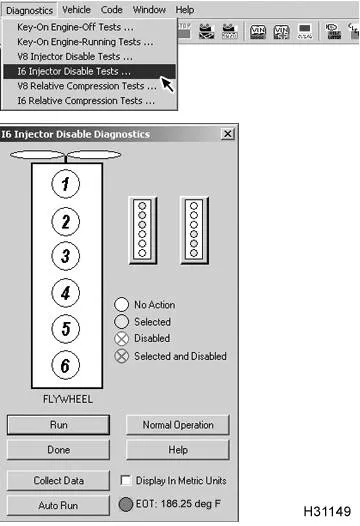 Diagnostics Vehicle Code Window Help
Key-On Engine-Off Tests ...
Key-On Engine-Running Tests ...
V8 Injector Disable Tests ...
I6 Injector Disable Tests ...
V8 Relative Compression Tests ...
I6 Relative Compression Tests ...
STOP
VIN
VIN
I6 Injector Disable Diagnostics
1
2
3
4
5
6
FLYWHEEL
No Action
Selected
Disabled
Selected and Disabled
Run
Normal Operation
Done
Help
Collect Data
Display In Metric Units
Auto Run
EOT: 186.25 deg F
H31149